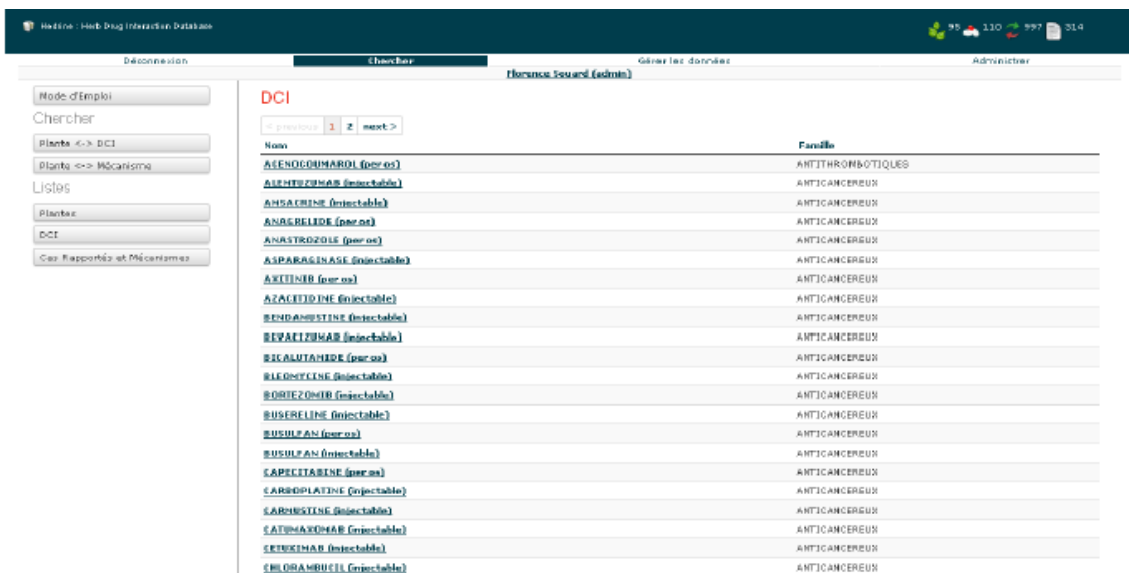 Hedrine : Herb Drug Interaction Database
95 110 997 314
Déconnexion Chercher Gérer les données Administrer
Florence Souard (admin)
Mode d'Emploi
Chercher
Plante <-> DCI
Plante <-> Mécanisme
Listes
Plantes
DCI
Cas Rapportés et Mécanismes
DCI
< previous 1 2 next >
Nom Famille
ACENOCOUMAROL (per os) ANTITHROMBOTIQUES
ALEMTUZUMAB (injectable) ANTICANCEREUX
AMSACRINE (injectable) ANTICANCEREUX
ANAGRELIDE (per os) ANTICANCEREUX
ANASTROZOLE (per os) ANTICANCEREUX
ASPARAGINASE (injectable) ANTICANCEREUX
AXITINIB (per os) ANTICANCEREUX
AZACITIDINE (injectable) ANTICANCEREUX
BENDAMUSTINE (injectable) ANTICANCEREUX
BEVACIZUMAB (injectable) ANTICANCEREUX
BICALUTAMIDE (per os) ANTICANCEREUX
BLEOMYCINE (injectable) ANTICANCEREUX
BORTEZOMIB (injectable) ANTICANCEREUX
BUSERELINE (injectable) ANTICANCEREUX
BUSULFAN (per os) ANTICANCEREUX
BUSULFAN (injectable) ANTICANCEREUX
CAPECITABINE (per os) ANTICANCEREUX
CARBOPLATINE (injectable) ANTICANCEREUX
CARMUSTINE (injectable) ANTICANCEREUX
CATUMAXOMAB (injectable) ANTICANCEREUX
CETUXIMAB (injectable) ANTICANCEREUX
CHLORAMBUCIL (injectable) ANTICANCEREUX